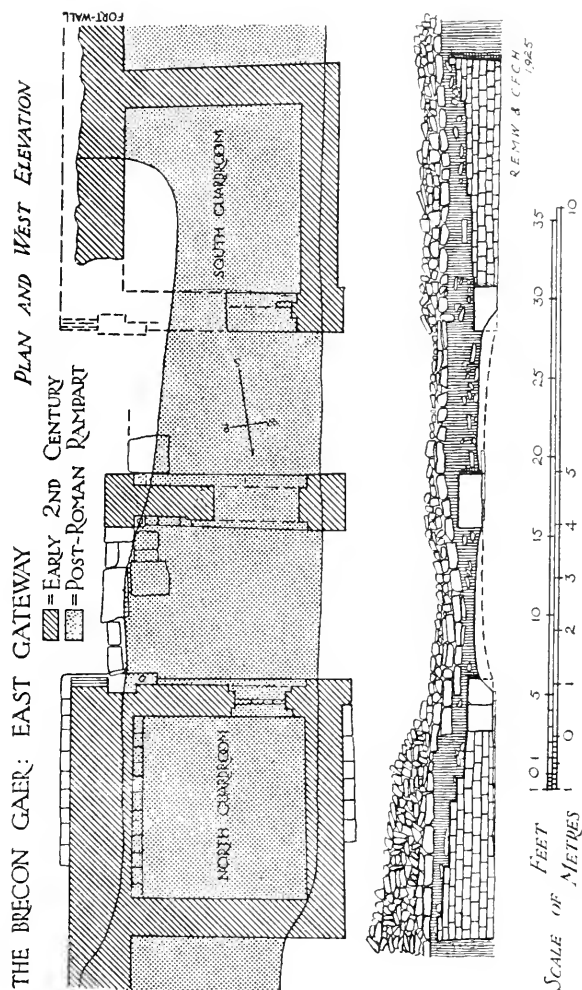 THE BRECON GAER: EAST GATEWAY PLAN AND WEST ELEVATION
= EARLY 2ND CENTURY
= POST-ROMAN RAMPART
FORT-WALL
NORTH GUARDROOM
SOUTH GUARDROOM
R.E.M.W. & C.F.C.H.
1925
10 0 5 10 15 20 25 30 35
SCALE OF FEET
METRES
1 0 1 2 3 4 5 10